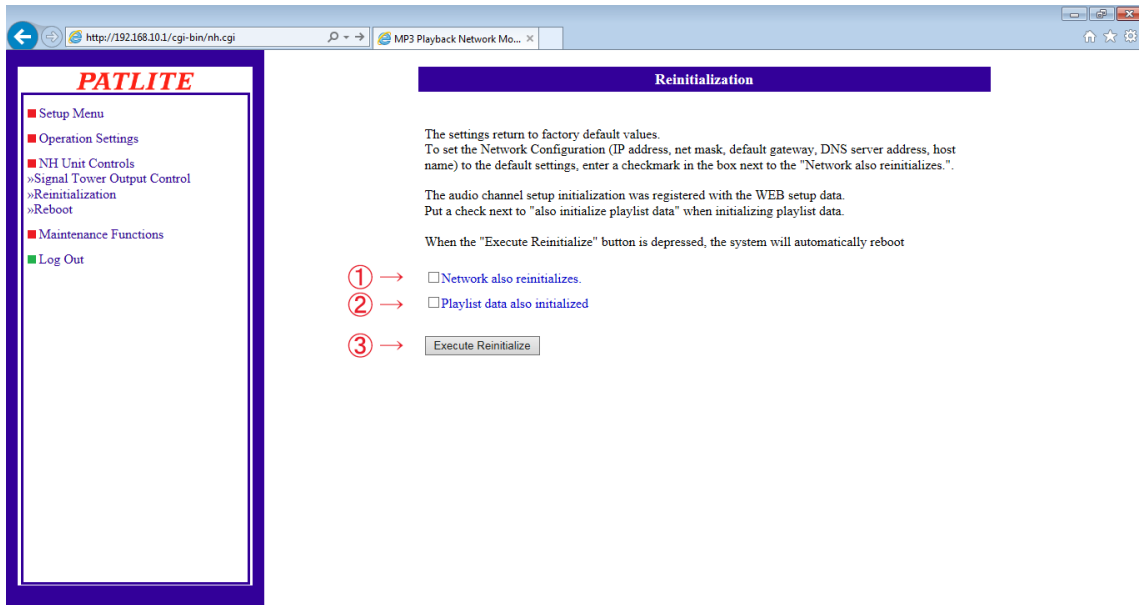 http://192.168.10.1/cgi-bin/nh.cgi
MP3 Playback Network Mo...
PATLITE
Setup Menu
Operation Settings
NH Unit Controls
»Signal Tower Output Control
»Reinitialization
»Reboot
Maintenance Functions
Log Out
Reinitialization
The settings return to factory default values.
To set the Network Configuration (IP address, net mask, default gateway, DNS server address, host
name) to the default settings, enter a checkmark in the box next to the "Network also reinitializes.".
The audio channel setup initialization was registered with the WEB setup data.
Put a check next to "also initialize playlist data" when initializing playlist data.
When the "Execute Reinitialize" button is depressed, the system will automatically reboot
① → Network also reinitializes.
② → Playlist data also initialized
③ → Execute Reinitialize